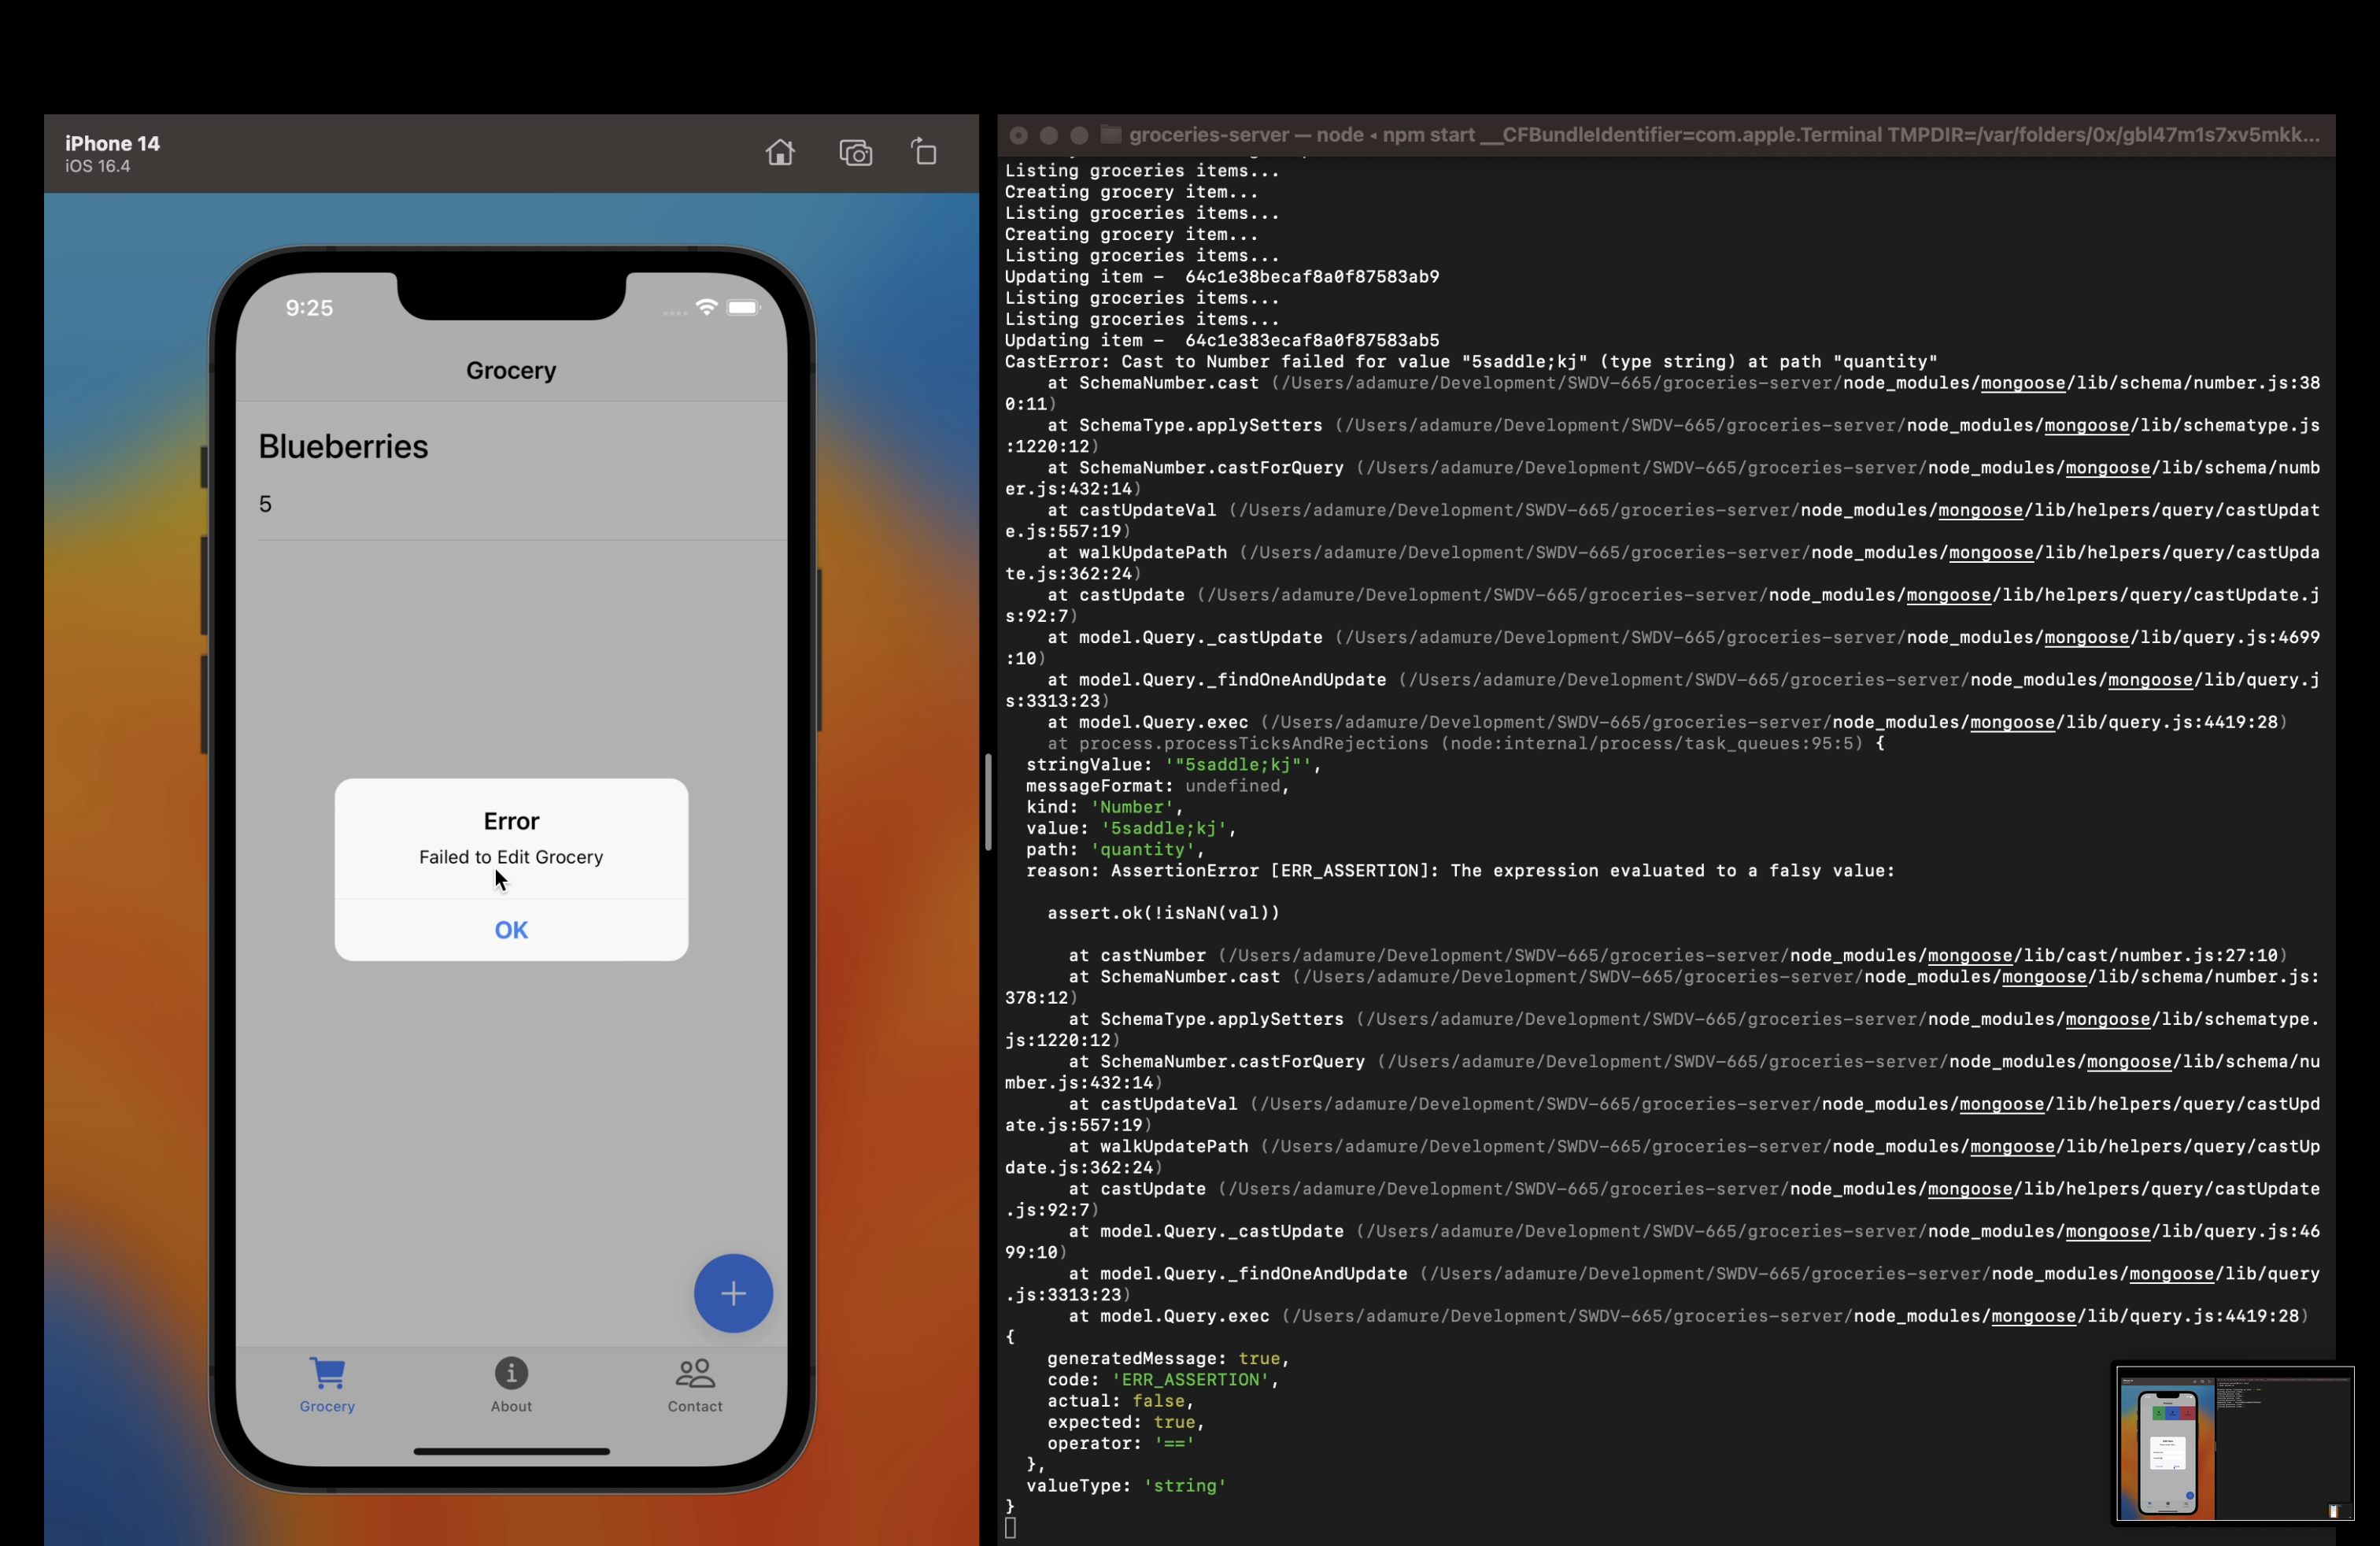 iPhone 14
iOS 16.4
9:25
Grocery
Blueberries
5
Error
Failed to Edit Grocery
OK
Grocery
About
Contact
groceries-server — node ◂ npm start __CFBundleIdentifier=com.apple.Terminal TMPDIR=/var/folders/0x/gbl47m1s7xv5mkk...
Listing groceries items...
Creating grocery item...
Listing groceries items...
Creating grocery item...
Listing groceries items...
Updating item -  64c1e38becaf8a0f87583ab9
Listing groceries items...
Listing groceries items...
Updating item -  64c1e383ecaf8a0f87583ab5
CastError: Cast to Number failed for value "5saddle;kj" (type string) at path "quantity"
at SchemaNumber.cast (/Users/adamure/Development/SWDV-665/groceries-server/node_modules/mongoose/lib/schema/number.js:38
0:11)
at SchemaType.applySetters (/Users/adamure/Development/SWDV-665/groceries-server/node_modules/mongoose/lib/schematype.js
:1220:12)
at SchemaNumber.castForQuery (/Users/adamure/Development/SWDV-665/groceries-server/node_modules/mongoose/lib/schema/numb
er.js:432:14)
at castUpdateVal (/Users/adamure/Development/SWDV-665/groceries-server/node_modules/mongoose/lib/helpers/query/castUpdat
e.js:557:19)
at walkUpdatePath (/Users/adamure/Development/SWDV-665/groceries-server/node_modules/mongoose/lib/helpers/query/castUpda
te.js:362:24)
at castUpdate (/Users/adamure/Development/SWDV-665/groceries-server/node_modules/mongoose/lib/helpers/query/castUpdate.j
s:92:7)
at model.Query._castUpdate (/Users/adamure/Development/SWDV-665/groceries-server/node_modules/mongoose/lib/query.js:4699
:10)
at model.Query._findOneAndUpdate (/Users/adamure/Development/SWDV-665/groceries-server/node_modules/mongoose/lib/query.j
s:3313:23)
at model.Query.exec (/Users/adamure/Development/SWDV-665/groceries-server/node_modules/mongoose/lib/query.js:4419:28)
at process.processTicksAndRejections (node:internal/process/task_queues:95:5) {
stringValue: '"5saddle;kj"',
messageFormat: undefined,
kind: 'Number',
value: '5saddle;kj',
path: 'quantity',
reason: AssertionError [ERR_ASSERTION]: The expression evaluated to a falsy value:
assert.ok(!isNaN(val))
at castNumber (/Users/adamure/Development/SWDV-665/groceries-server/node_modules/mongoose/lib/cast/number.js:27:10)
at SchemaNumber.cast (/Users/adamure/Development/SWDV-665/groceries-server/node_modules/mongoose/lib/schema/number.js:
378:12)
at SchemaType.applySetters (/Users/adamure/Development/SWDV-665/groceries-server/node_modules/mongoose/lib/schematype.
js:1220:12)
at SchemaNumber.castForQuery (/Users/adamure/Development/SWDV-665/groceries-server/node_modules/mongoose/lib/schema/nu
mber.js:432:14)
at castUpdateVal (/Users/adamure/Development/SWDV-665/groceries-server/node_modules/mongoose/lib/helpers/query/castUpd
ate.js:557:19)
at walkUpdatePath (/Users/adamure/Development/SWDV-665/groceries-server/node_modules/mongoose/lib/helpers/query/castUp
date.js:362:24)
at castUpdate (/Users/adamure/Development/SWDV-665/groceries-server/node_modules/mongoose/lib/helpers/query/castUpdate
.js:92:7)
at model.Query._castUpdate (/Users/adamure/Development/SWDV-665/groceries-server/node_modules/mongoose/lib/query.js:46
99:10)
at model.Query._findOneAndUpdate (/Users/adamure/Development/SWDV-665/groceries-server/node_modules/mongoose/lib/query
.js:3313:23)
at model.Query.exec (/Users/adamure/Development/SWDV-665/groceries-server/node_modules/mongoose/lib/query.js:4419:28)
{
generatedMessage: true,
code: 'ERR_ASSERTION',
actual: false,
expected: true,
operator: '=='
},
valueType: 'string'
}